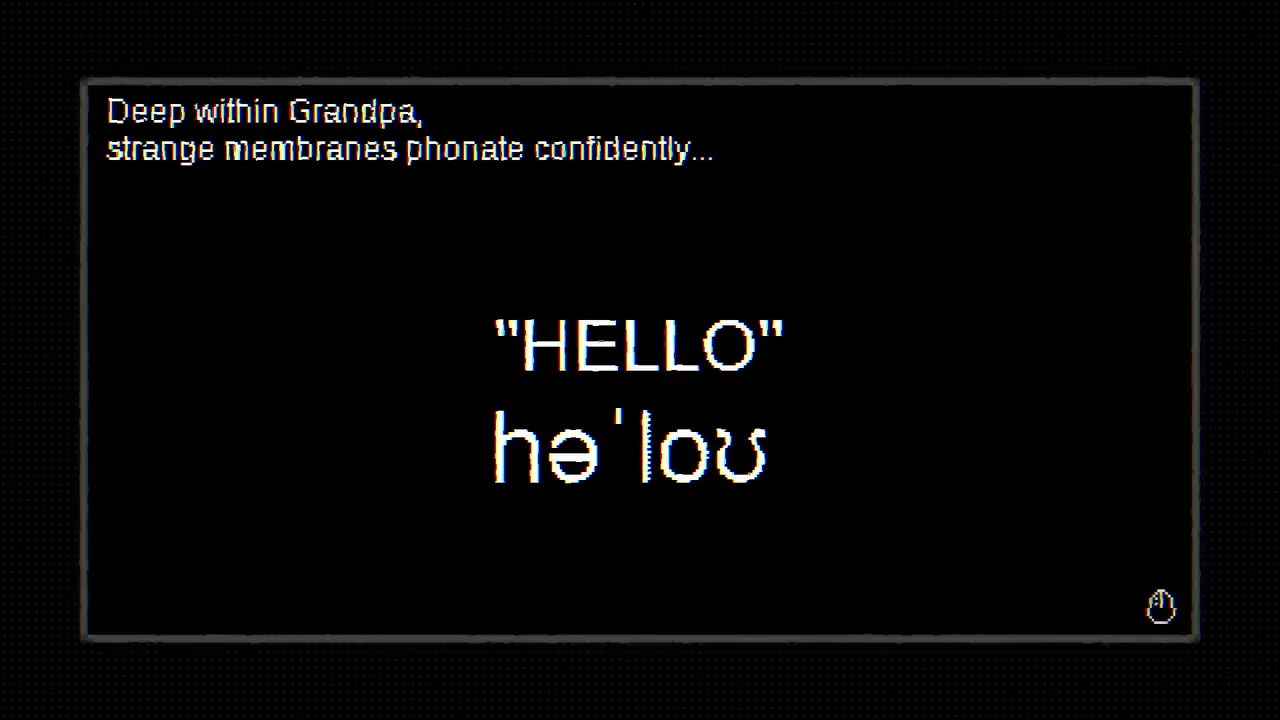 Deep within Grandpa,
strange membranes phonate confidently...
"HELLO"
həˈloʊ